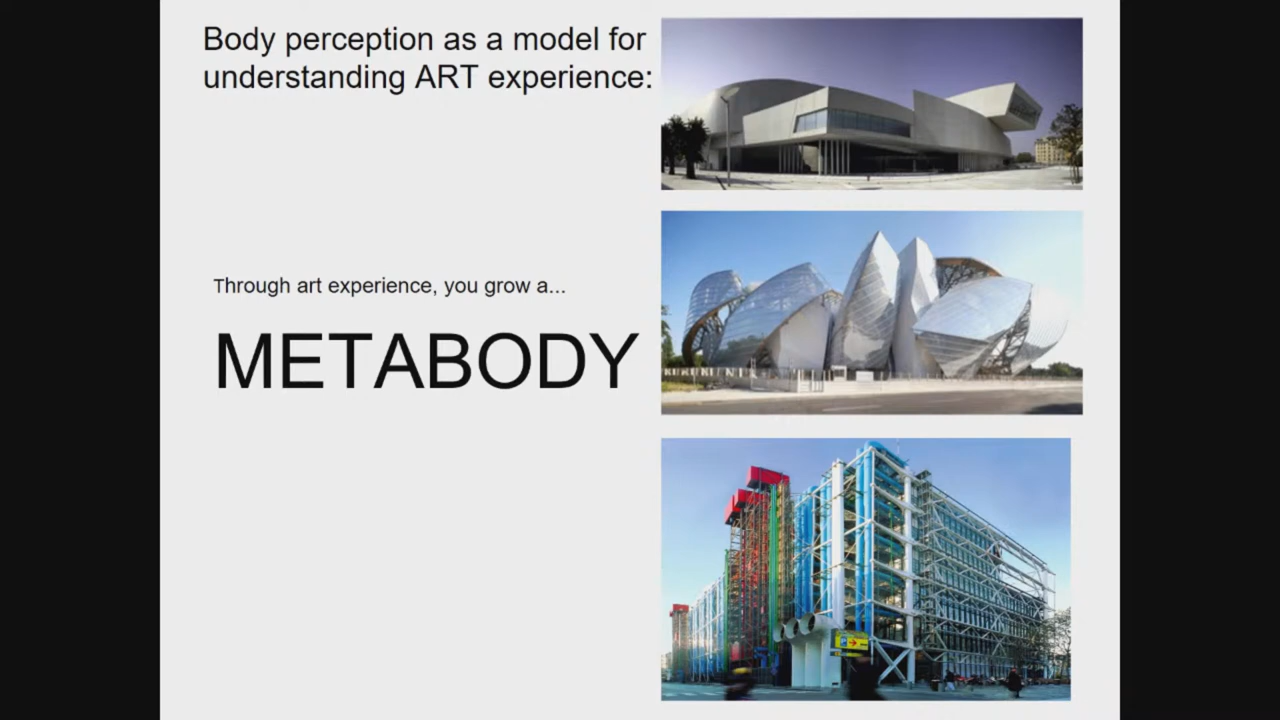 Body perception as a model for
understanding ART experience:
Through art experience, you grow a...
METABODY